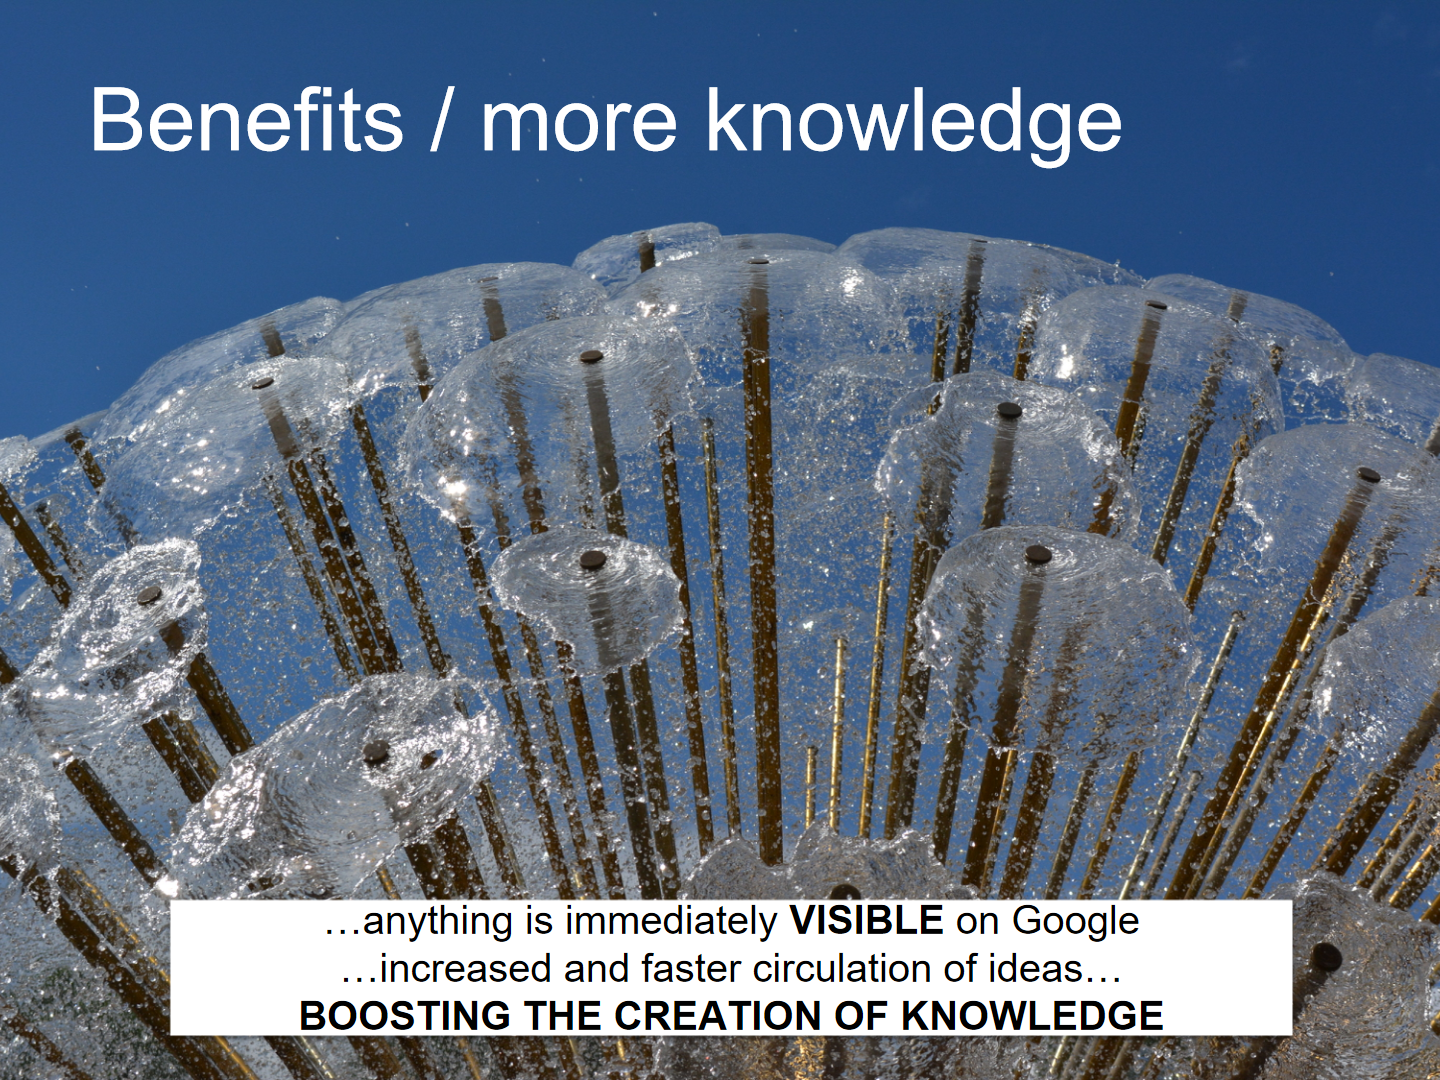 Benefits / more knowledge
…anything is immediately VISIBLE on Google
…increased and faster circulation of ideas…
BOOSTING THE CREATION OF KNOWLEDGE